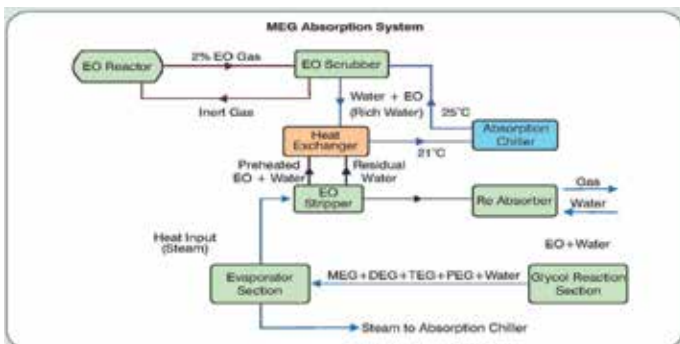 MEG Absorption System
2% EO Gas
EO Reactor
EO Scrubber
Inert Gas
Water + EO
(Rich Water)
25°C
Heat
Exchanger
Absorption
Chiller
21°C
Preheated
EO + Water
Residual
Water
EO
Stripper
Re Absorber
Gas
Water
Heat Input
(Steam)
EO+Water
Evaporator
Section
MEG+DEG+TEG+PEG+Water
Glycol Reaction
Section
Steam to Absorption Chiller